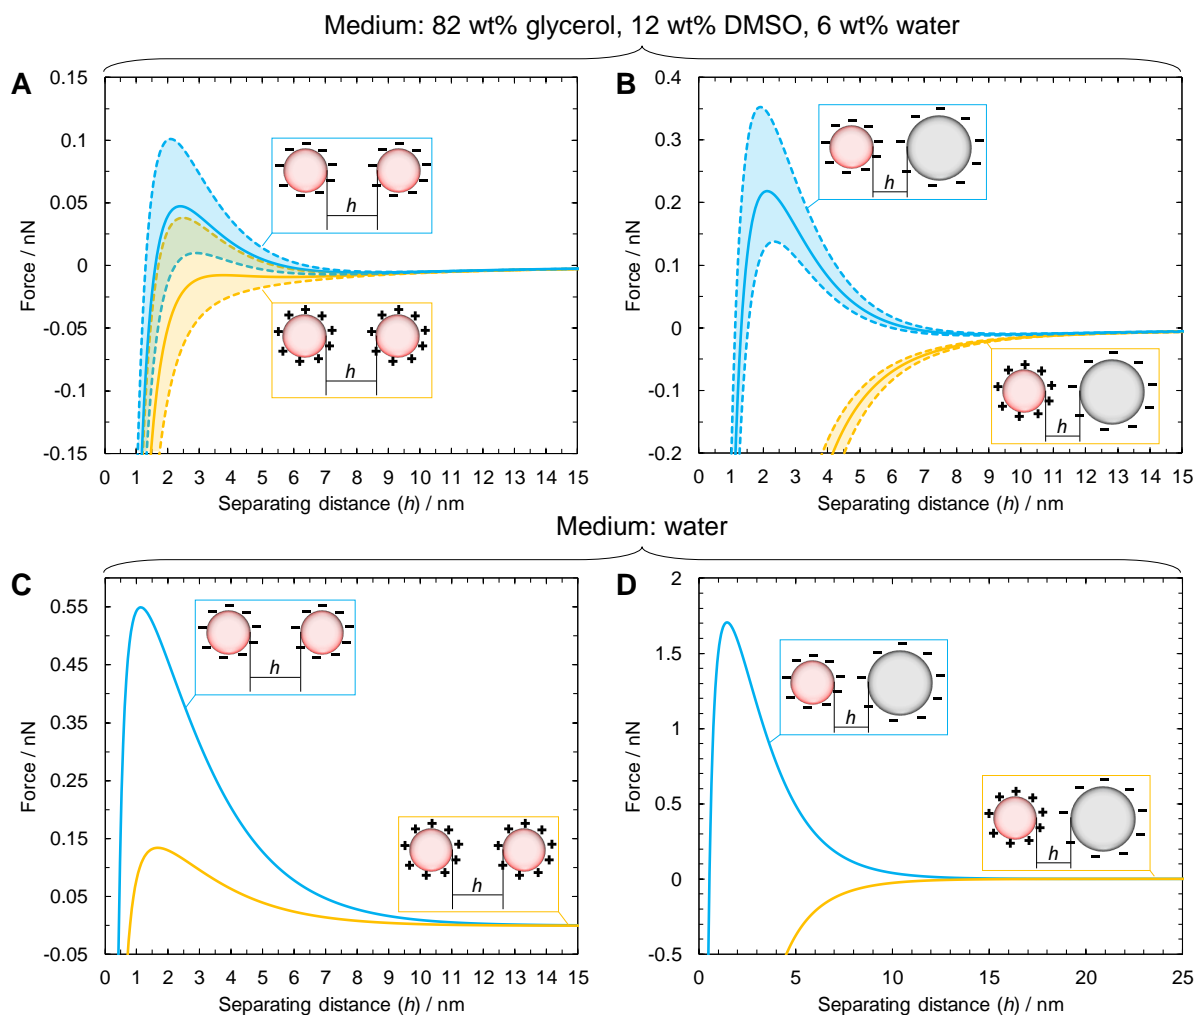 Medium: 82 wt% glycerol, 12 wt% DMSO, 6 wt% water
A
0.15
0.1
0.05
0
-0.05
-0.1
-0.15
Force / nN
h
h
0 1 2 3 4 5 6 7 8 9 10 11 12 13 14 15
Separating distance (h) / nm
B
0.4
0.3
0.2
0.1
0
-0.1
-0.2
Force / nN
h
h
0 1 2 3 4 5 6 7 8 9 10 11 12 13 14 15
Separating distance (h) / nm
Medium: water
C
0.55
0.45
0.35
0.25
0.15
0.05
-0.05
Force / nN
h
h
0 1 2 3 4 5 6 7 8 9 10 11 12 13 14 15
Separating distance (h) / nm
D
2
1.5
1
0.5
0
-0.5
Force / nN
h
h
0 5 10 15 20 25
Separating distance (h) / nm